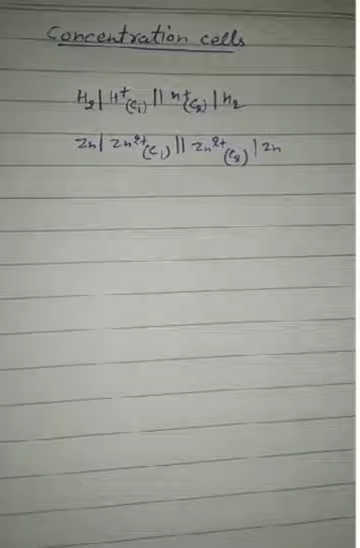 Concentration cells
H₂ | H⁺(C₁) || H⁺(C₂) | H₂
Zn | Zn²⁺(C₁) || Zn²⁺(C₂) | Zn